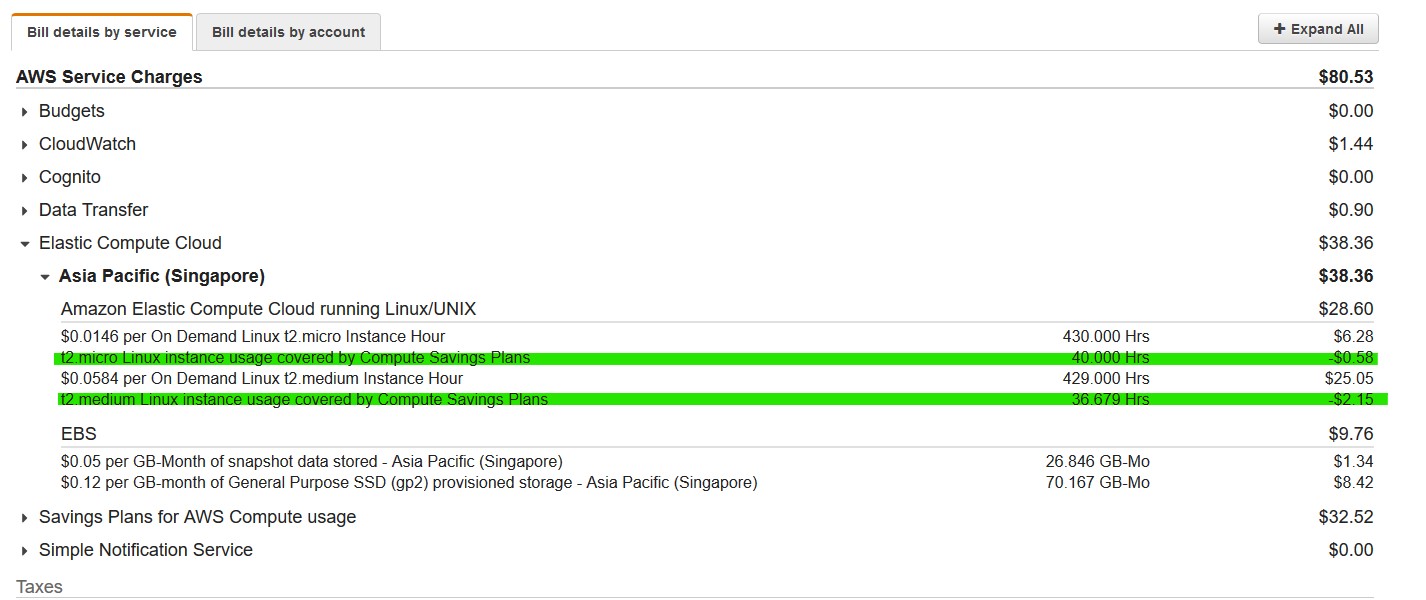 Bill details by service
Bill details by account
+ Expand All
AWS Service Charges $80.53
Budgets $0.00
CloudWatch $1.44
Cognito $0.00
Data Transfer $0.90
Elastic Compute Cloud $38.36
Asia Pacific (Singapore) $38.36
Amazon Elastic Compute Cloud running Linux/UNIX $28.60
$0.0146 per On Demand Linux t2.micro Instance Hour 430.000 Hrs $6.28
t2.micro Linux instance usage covered by Compute Savings Plans 40.000 Hrs -$0.58
$0.0584 per On Demand Linux t2.medium Instance Hour 429.000 Hrs $25.05
t2.medium Linux instance usage covered by Compute Savings Plans 36.679 Hrs -$2.15
EBS $9.76
$0.05 per GB-Month of snapshot data stored - Asia Pacific (Singapore) 26.846 GB-Mo $1.34
$0.12 per GB-month of General Purpose SSD (gp2) provisioned storage - Asia Pacific (Singapore) 70.167 GB-Mo $8.42
Savings Plans for AWS Compute usage $32.52
Simple Notification Service $0.00
Taxes